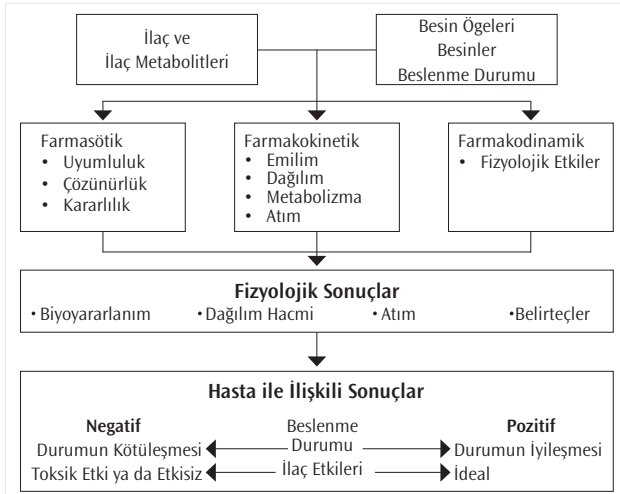 İlaç ve
İlaç Metabolitleri
Besin Ögeleri
Besinler
Beslenme Durumu
Farmasötik
• Uyumluluk
• Çözünürlük
• Kararlılık
Farmakokinetik
• Emilim
• Dağılım
• Metabolizma
• Atım
Farmakodinamik
• Fizyolojik Etkiler
Fizyolojik Sonuçlar
• Biyoyararlanım • Dağılım Hacmi • Atım • Belirteçler
Hasta ile İlişkili Sonuçlar
Negatif Beslenme Pozitif
Durumun Kötüleşmesi Durumu Durumun İyileşmesi
Toksik Etki ya da Etkisiz İlaç Etkileri İdeal